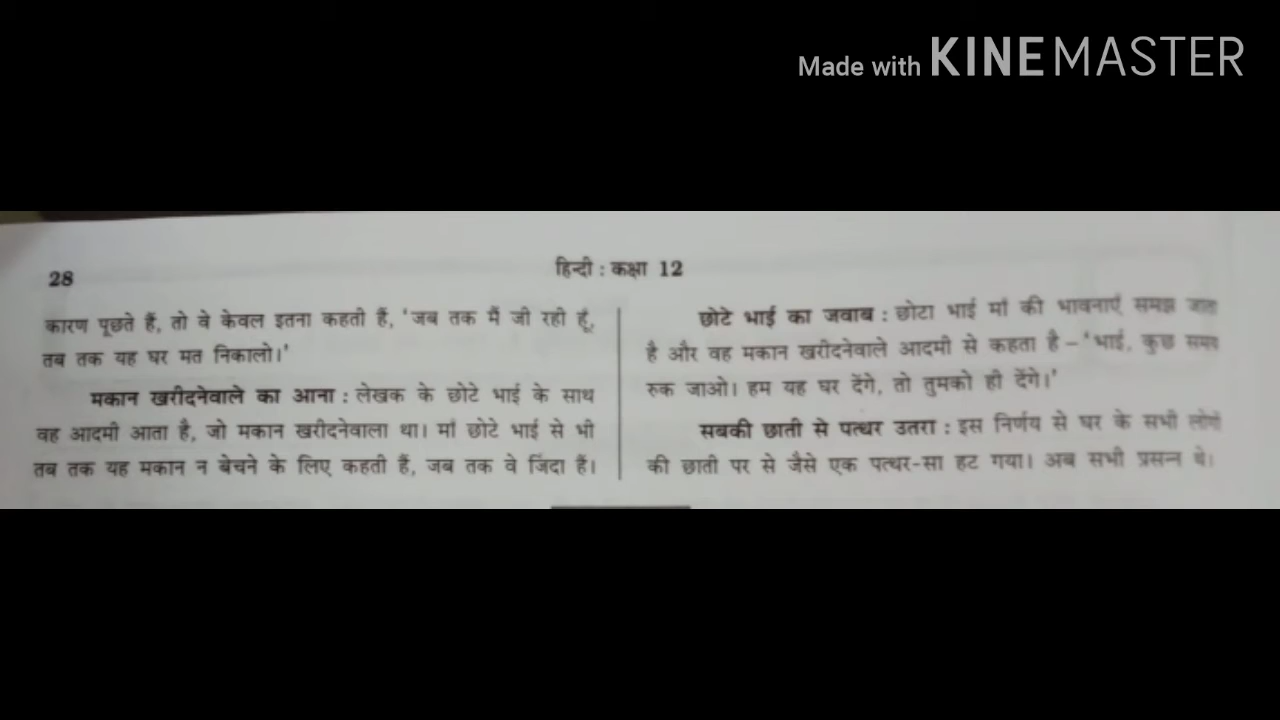 Made with KINEMASTER
28
हिन्दी : कक्षा 12
कारण पूछते हैं, तो वे केवल इतना कहती हैं, 'जब तक मैं जी रही हूं,
तब तक यह घर मत निकालो।'
मकान खरीदनेवाले का आना : लेखक के छोटे भाई के साथ
वह आदमी आता है, जो मकान खरीदनेवाला था। माँ छोटे भाई से भी
तब तक यह मकान न बेचने के लिए कहती हैं, जब तक वे जिंदा हैं।
छोटे भाई का जवाब : छोटा भाई माँ की भावनाएँ समझ जाता
है और वह मकान खरीदनेवाले आदमी से कहता है – 'भाई, कुछ समय
रुक जाओ। हम यह घर देंगे, तो तुमको ही देंगे।'
सबकी छाती से पत्थर उतरा : इस निर्णय से घर के सभी लोगों
की छाती पर से जैसे एक पत्थर-सा हट गया। अब सभी प्रसन्न थे।